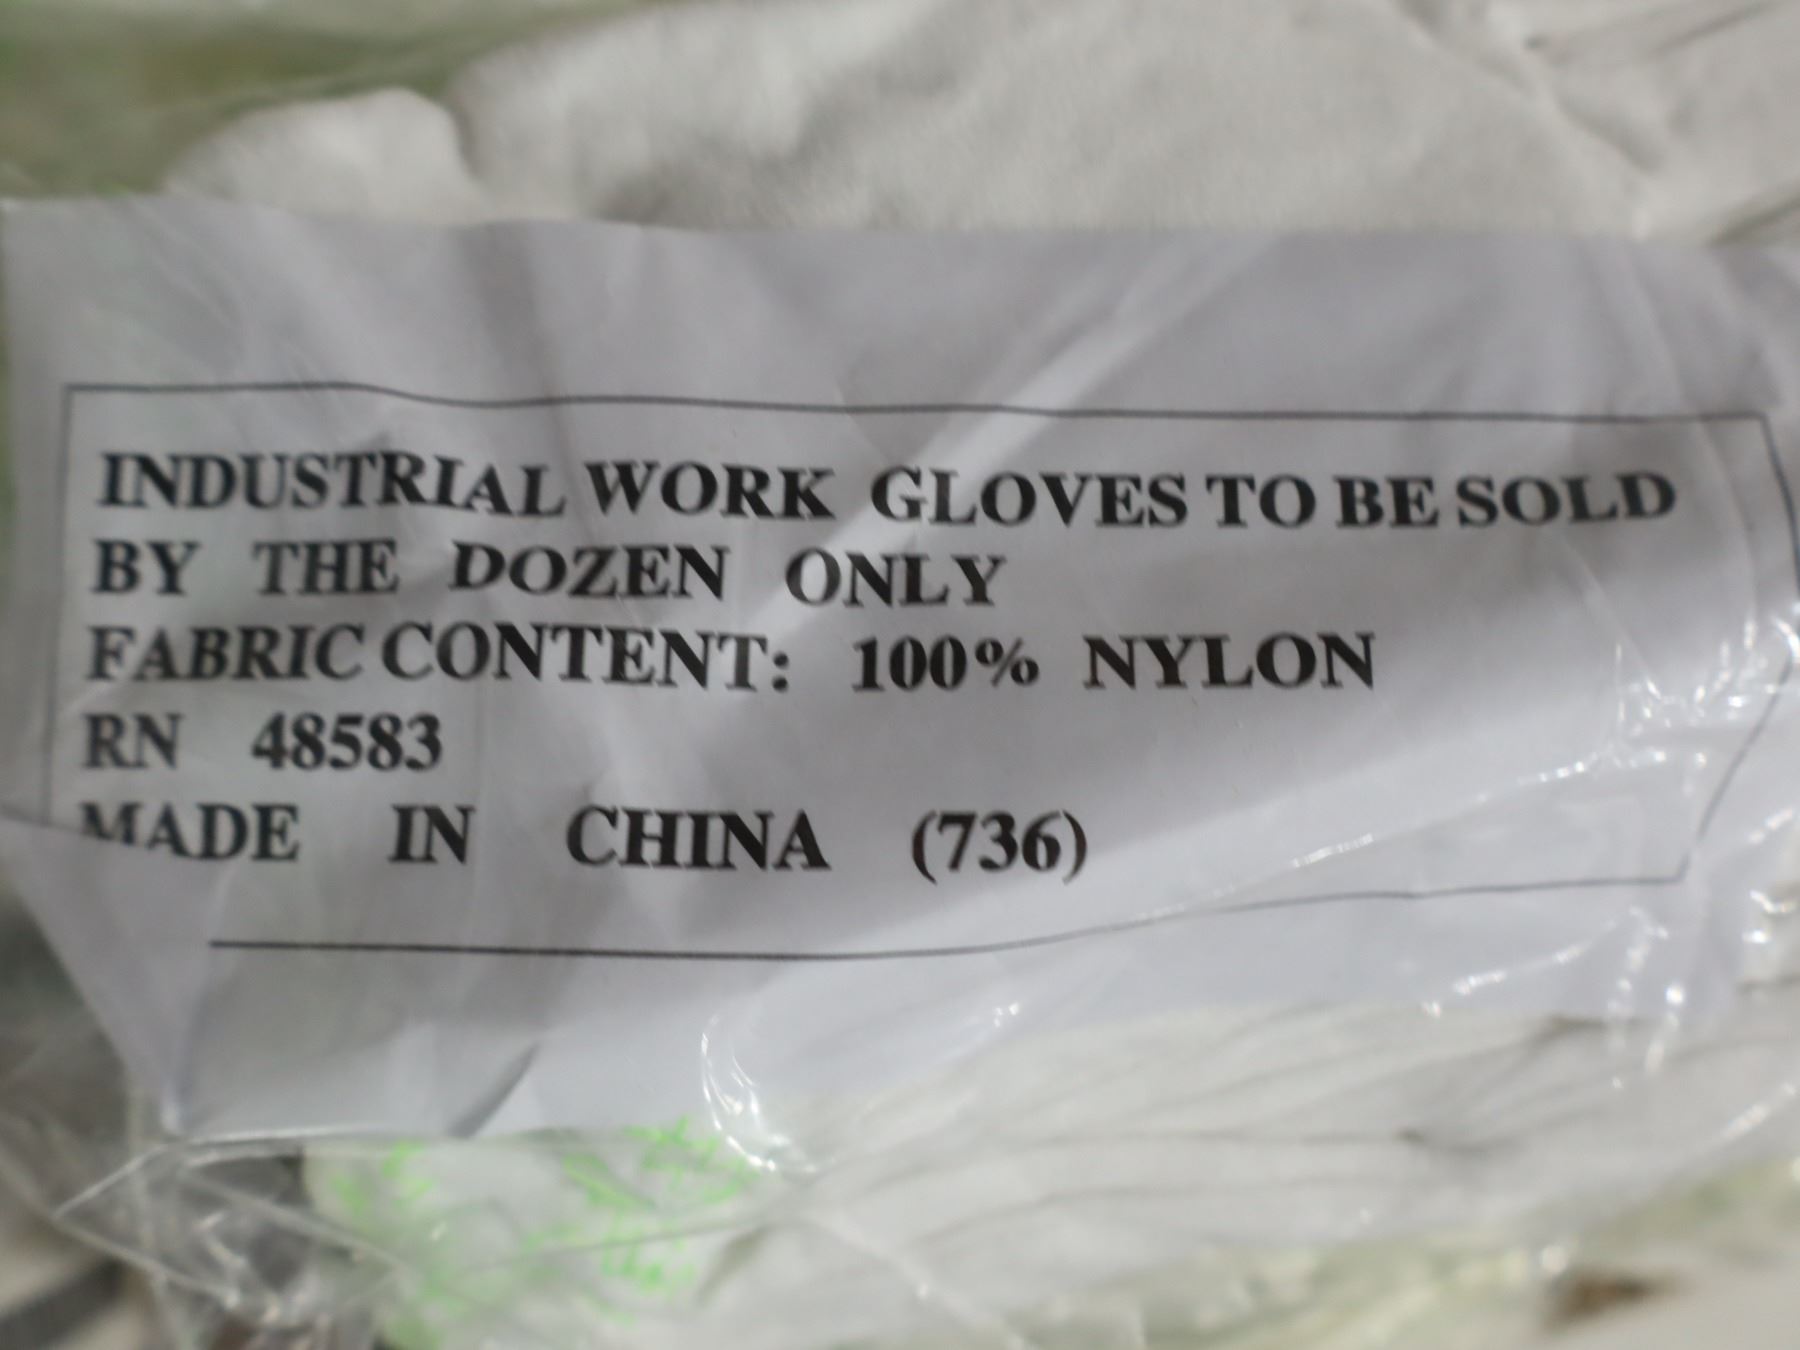 INDUSTRIAL WORK GLOVES TO BE SOLD
BY THE DOZEN ONLY
FABRIC CONTENT: 100% NYLON
RN 48583
MADE IN CHINA (736)